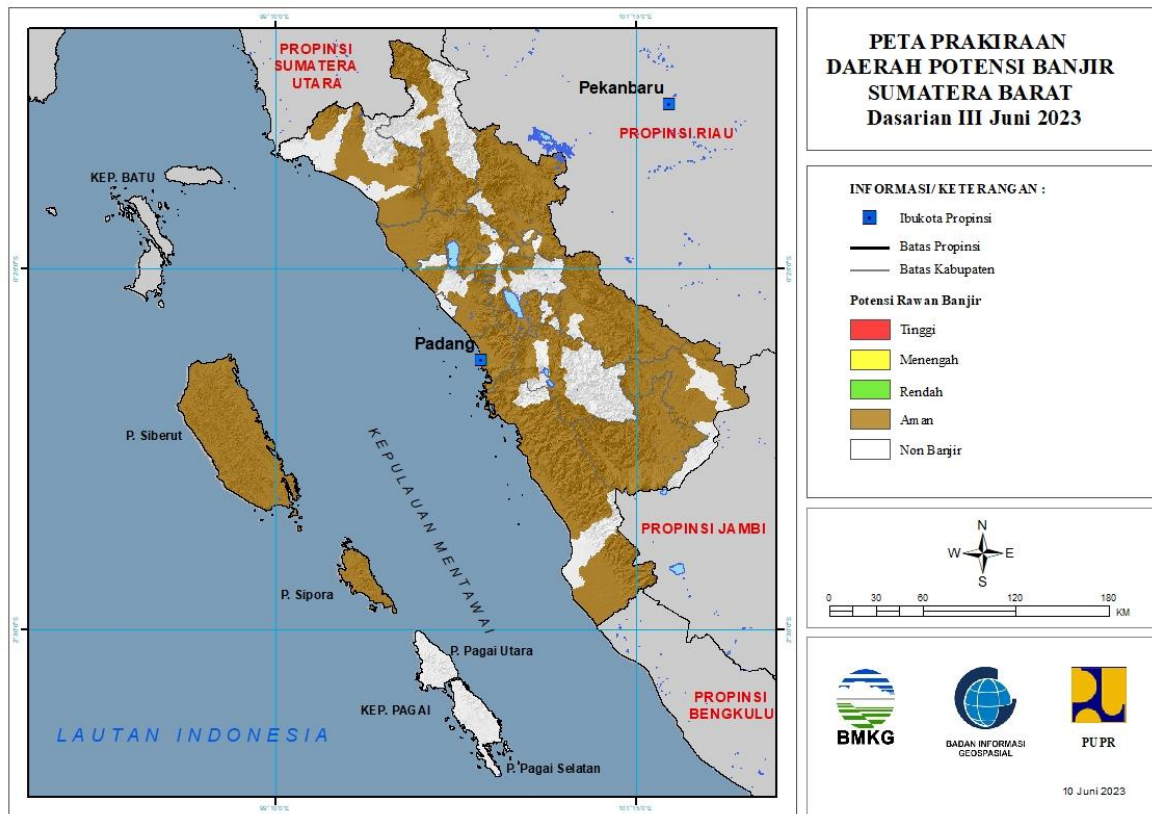 PROPINSI
SUMATERA
UTARA
Pekanbaru
PROPINSI RIAU
KEP. BATU
Padang
P. Siberut
KEPULAUAN MENTAWAI
PROPINSI JAMBI
P. Sipora
P. Pagai Utara
KEP. PAGAI
PROPINSI
BENGKULU
LAUTAN INDONESIA
P. Pagai Selatan
PETA PRAKIRAAN
DAERAH POTENSI BANJIR
SUMATERA BARAT
Dasarian III Juni 2023
INFORMASI/ KETERANGAN :
Ibukota Propinsi
Batas Propinsi
Batas Kabupaten
Potensi Rawan Banjir
Tinggi
Menengah
Rendah
Aman
Non Banjir
N
W E
S
0 30 60 120 180
KM
BMKG
BADAN INFORMASI
GEOSPASIAL
PUPR
10 Juni 2023